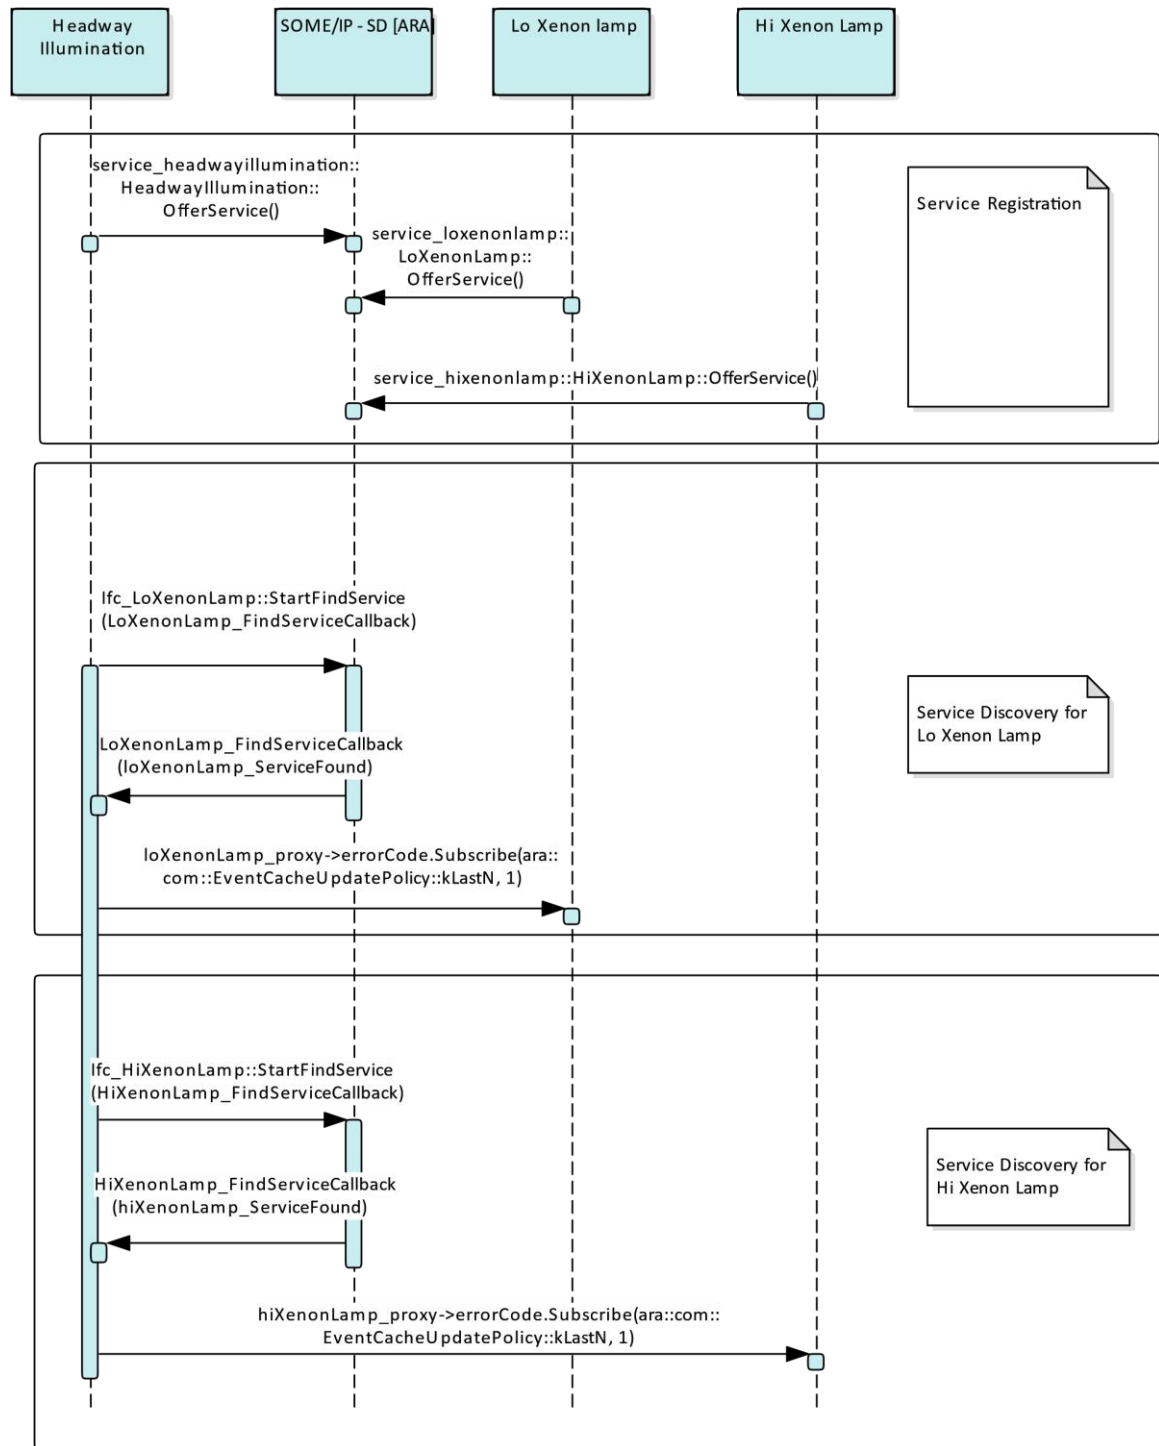 Headway
Illumination
SOME/IP - SD [ARA]
Lo Xenon lamp
Hi Xenon Lamp
service_headwayillumination::
HeadwayIllumination::
OfferService()
Service Registration
service_loxenonlamp::
LoXenonLamp::
OfferService()
service_hixenonlamp::HiXenonLamp::OfferService()
Ifc_LoXenonLamp::StartFindService
(LoXenonLamp_FindServiceCallback)
Service Discovery for
Lo Xenon Lamp
LoXenonLamp_FindServiceCallback
(loXenonLamp_ServiceFound)
loXenonLamp_proxy->errorCode.Subscribe(ara::
com::EventCacheUpdatePolicy::kLastN, 1)
Ifc_HiXenonLamp::StartFindService
(HiXenonLamp_FindServiceCallback)
Service Discovery for
Hi Xenon Lamp
HiXenonLamp_FindServiceCallback
(hiXenonLamp_ServiceFound)
hiXenonLamp_proxy->errorCode.Subscribe(ara::com::
EventCacheUpdatePolicy::kLastN, 1)